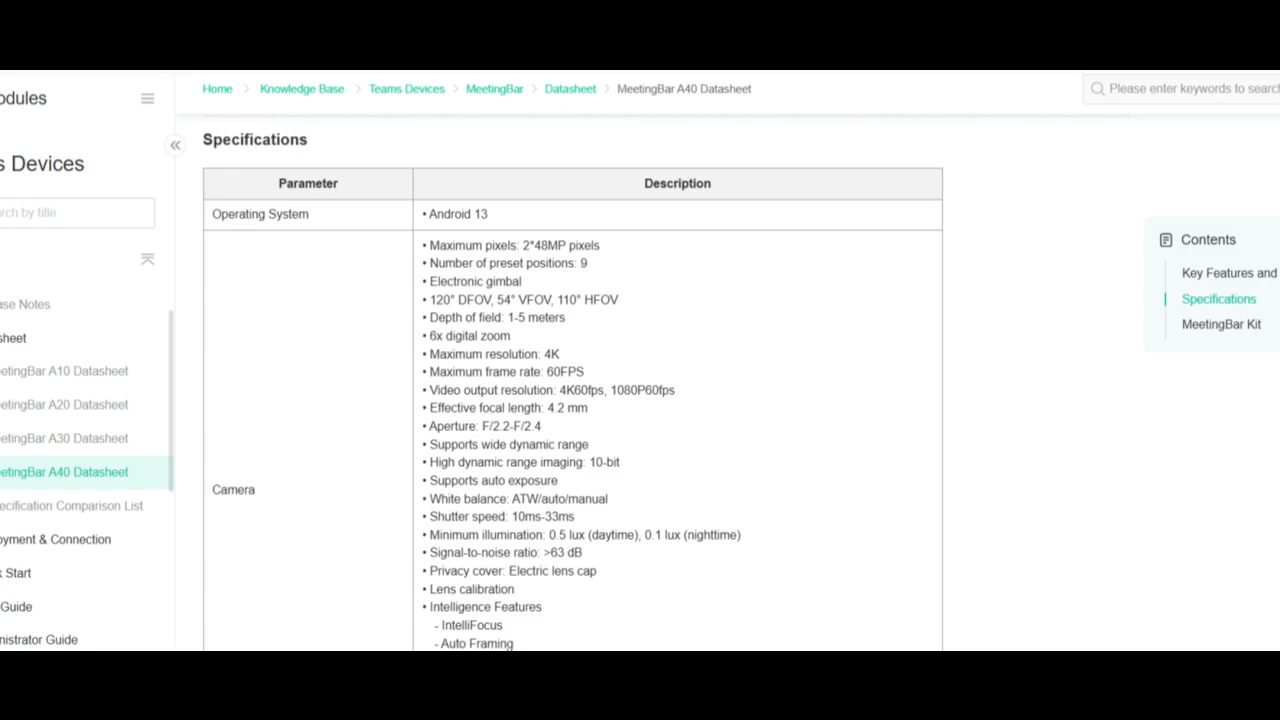 odules
Home
Knowledge Base
Teams Devices
MeetingBar
Datasheet
MeetingBar A40 Datasheet
Please enter keywords to search
s Devices
rch by title
ase Notes
sheet
etingBar A10 Datasheet
etingBar A20 Datasheet
etingBar A30 Datasheet
etingBar A40 Datasheet
ecification Comparison List
oyment & Connection
Start
Guide
nistrator Guide
Specifications
Parameter Description
Operating System • Android 13
Camera
• Maximum pixels: 2*48MP pixels
• Number of preset positions: 9
• Electronic gimbal
• 120° DFOV, 54° VFOV, 110° HFOV
• Depth of field: 1-5 meters
• 6x digital zoom
• Maximum resolution: 4K
• Maximum frame rate: 60FPS
• Video output resolution: 4K60fps, 1080P60fps
• Effective focal length: 4.2 mm
• Aperture: F/2.2-F/2.4
• Supports wide dynamic range
• High dynamic range imaging: 10-bit
• Supports auto exposure
• White balance: ATW/auto/manual
• Shutter speed: 10ms-33ms
• Minimum illumination: 0.5 lux (daytime), 0.1 lux (nighttime)
• Signal-to-noise ratio: >63 dB
• Privacy cover: Electric lens cap
• Lens calibration
• Intelligence Features
- IntelliFocus
- Auto Framing
Contents
Key Features and
Specifications
MeetingBar Kit